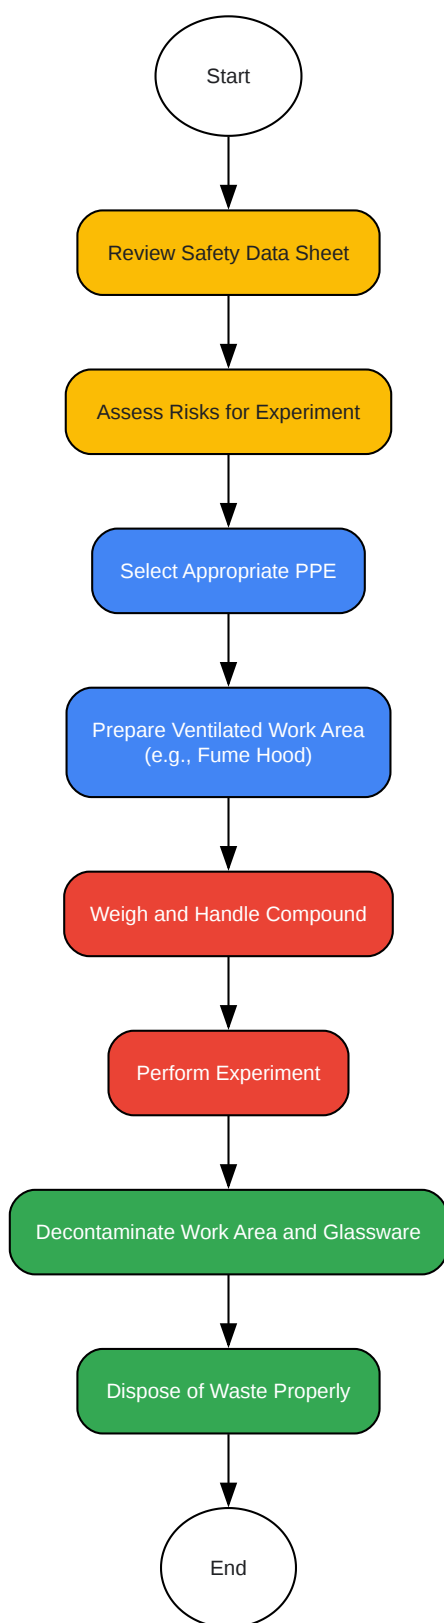 Start
Review Safety Data Sheet
Assess Risks for Experiment
Select Appropriate PPE
Prepare Ventilated Work Area
(e.g., Fume Hood)
Weigh and Handle Compound
Perform Experiment
Decontaminate Work Area and Glassware
Dispose of Waste Properly
End